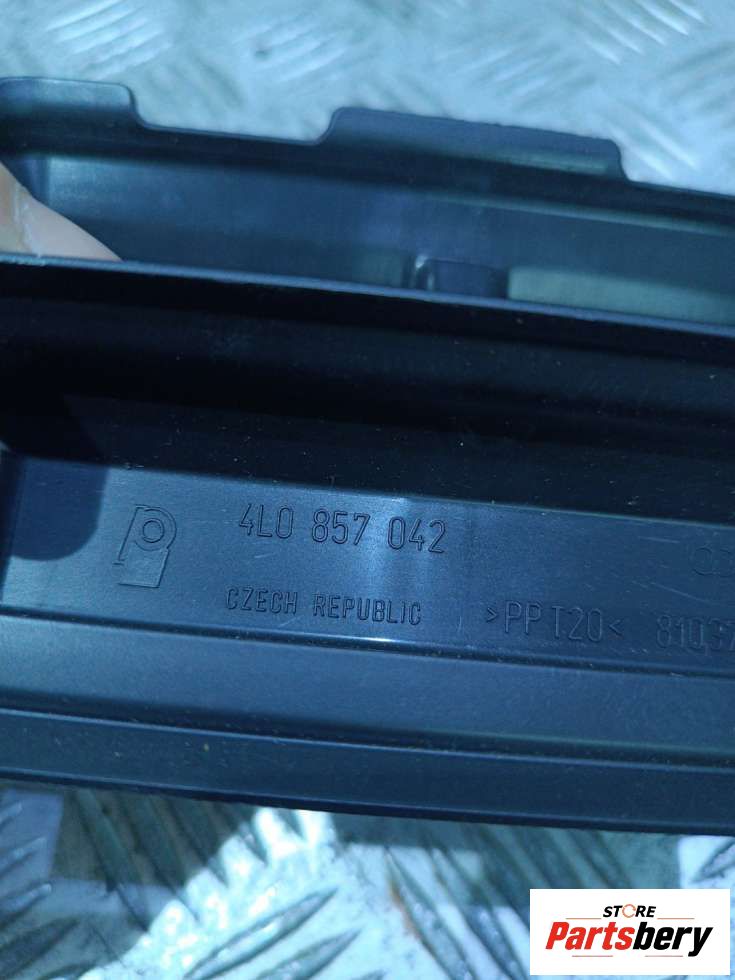 4L0 857 042
CZECH REPUBLIC >PP T20<
STORE
Partsbery